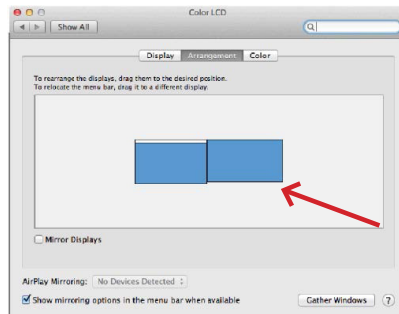 Color LCD
Show All
Display Arrangement Color
To rearrange the displays, drag them to the desired position.
To relocate the menu bar, drag it to a different display.
Mirror Displays
AirPlay Mirroring: No Devices Detected
Show mirroring options in the menu bar when available
Gather Windows ?